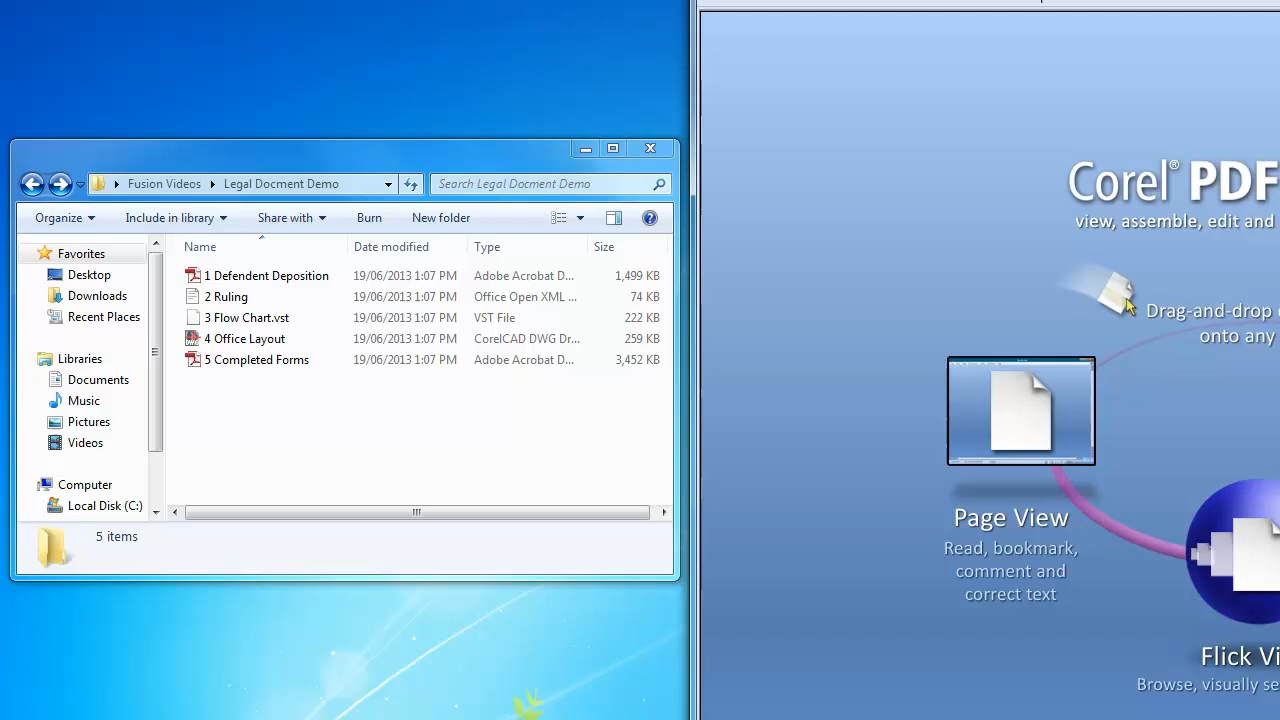 Fusion Videos Legal Docment Demo
Search Legal Docment Demo
Organize Include in library Share with Burn New folder
Name Date modified Type Size
Favorites
Desktop
Downloads
Recent Places
Libraries
Documents
Music
Pictures
Videos
Computer
Local Disk (C:)
1 Defendent Deposition 19/06/2013 1:07 PM Adobe Acrobat D... 1,499 KB
2 Ruling 19/06/2013 1:07 PM Office Open XML ... 74 KB
3 Flow Chart.vst 19/06/2013 1:07 PM VST File 222 KB
4 Office Layout 19/06/2013 1:07 PM CorelCAD DWG Dr... 259 KB
5 Completed Forms 19/06/2013 1:07 PM Adobe Acrobat D... 3,452 KB
5 items
Corel® PDF
view, assemble, edit and
Drag-and-drop
onto any
Page View
Read, bookmark,
comment and
correct text
Flick Vi
Browse, visually se